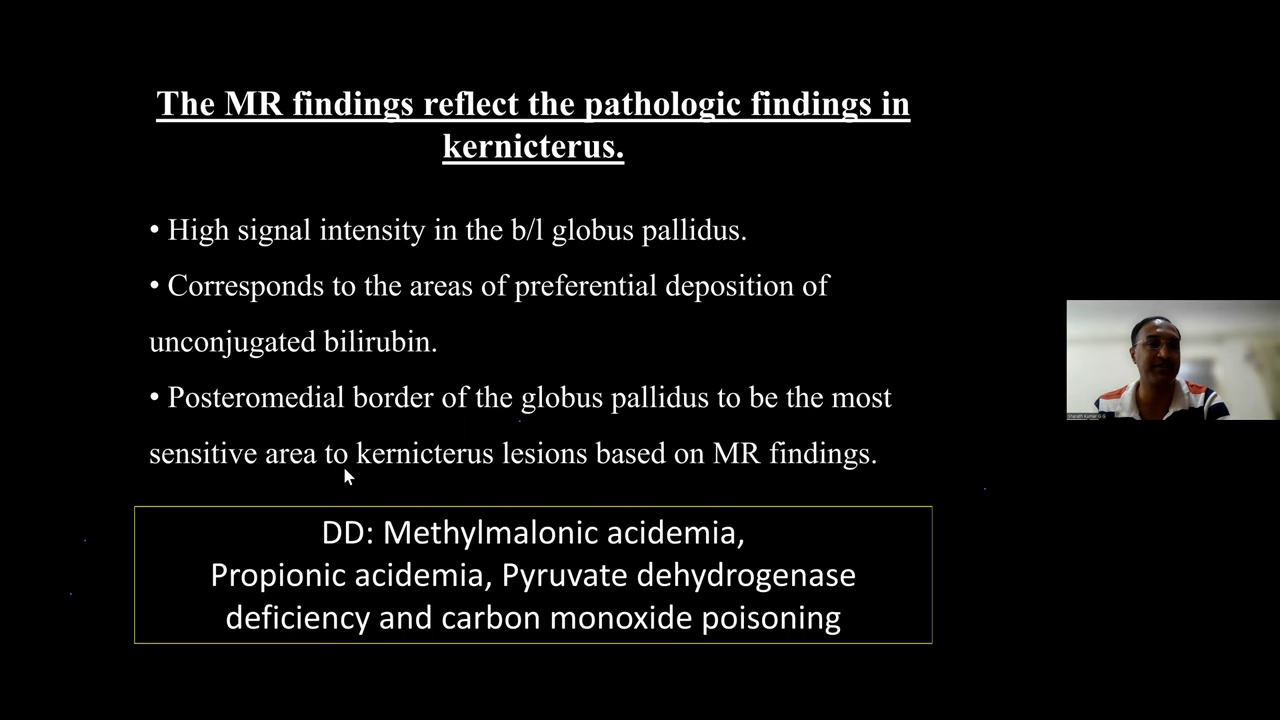 The MR findings reflect the pathologic findings in
kernicterus.
• High signal intensity in the b/l globus pallidus.
• Corresponds to the areas of preferential deposition of
unconjugated bilirubin.
• Posteromedial border of the globus pallidus to be the most
sensitive area to kernicterus lesions based on MR findings.
DD: Methylmalonic acidemia,
Propionic acidemia, Pyruvate dehydrogenase
deficiency and carbon monoxide poisoning
Sharath Kumar G G